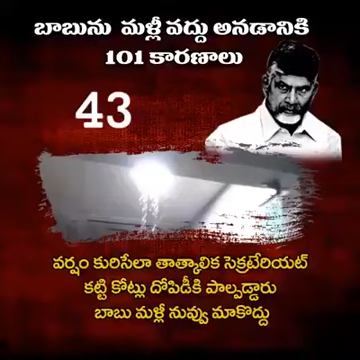 బాబును మళ్లీ వద్దు అనడానికి
101 కారణాలు
43
వర్షం కురిసేలా తాత్కాలిక సెక్రటేరియట్
కట్టి కోట్లు దోపిడీకి పాల్పడ్డారు
బాబు మళ్లీ నువ్వు మాకొద్దు